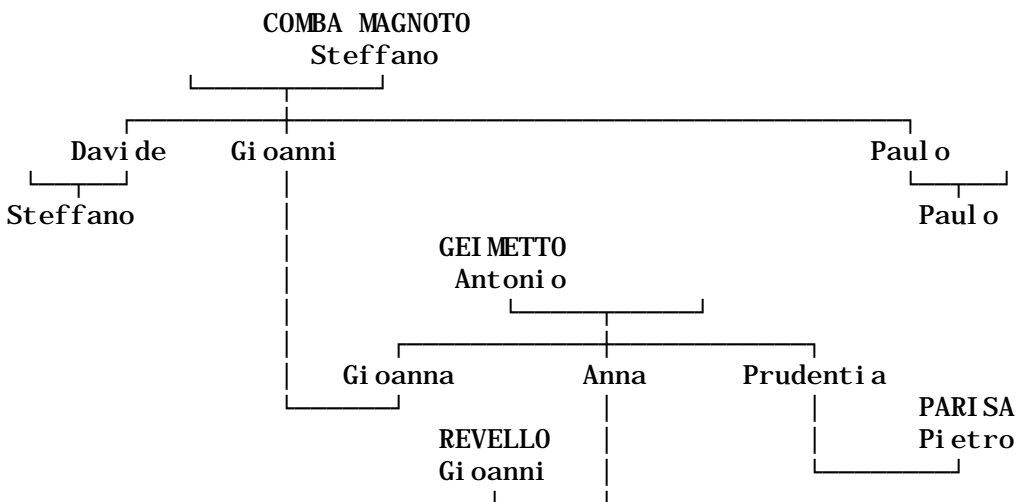 COMBA MAGNOTO
Steffano
Davide Gioanni Paulo
Steffano Paulo
GEIMETTO
Antonio
Gioanna Anna Prudentia
PARISA
REVELLO Pietro
Gioanni